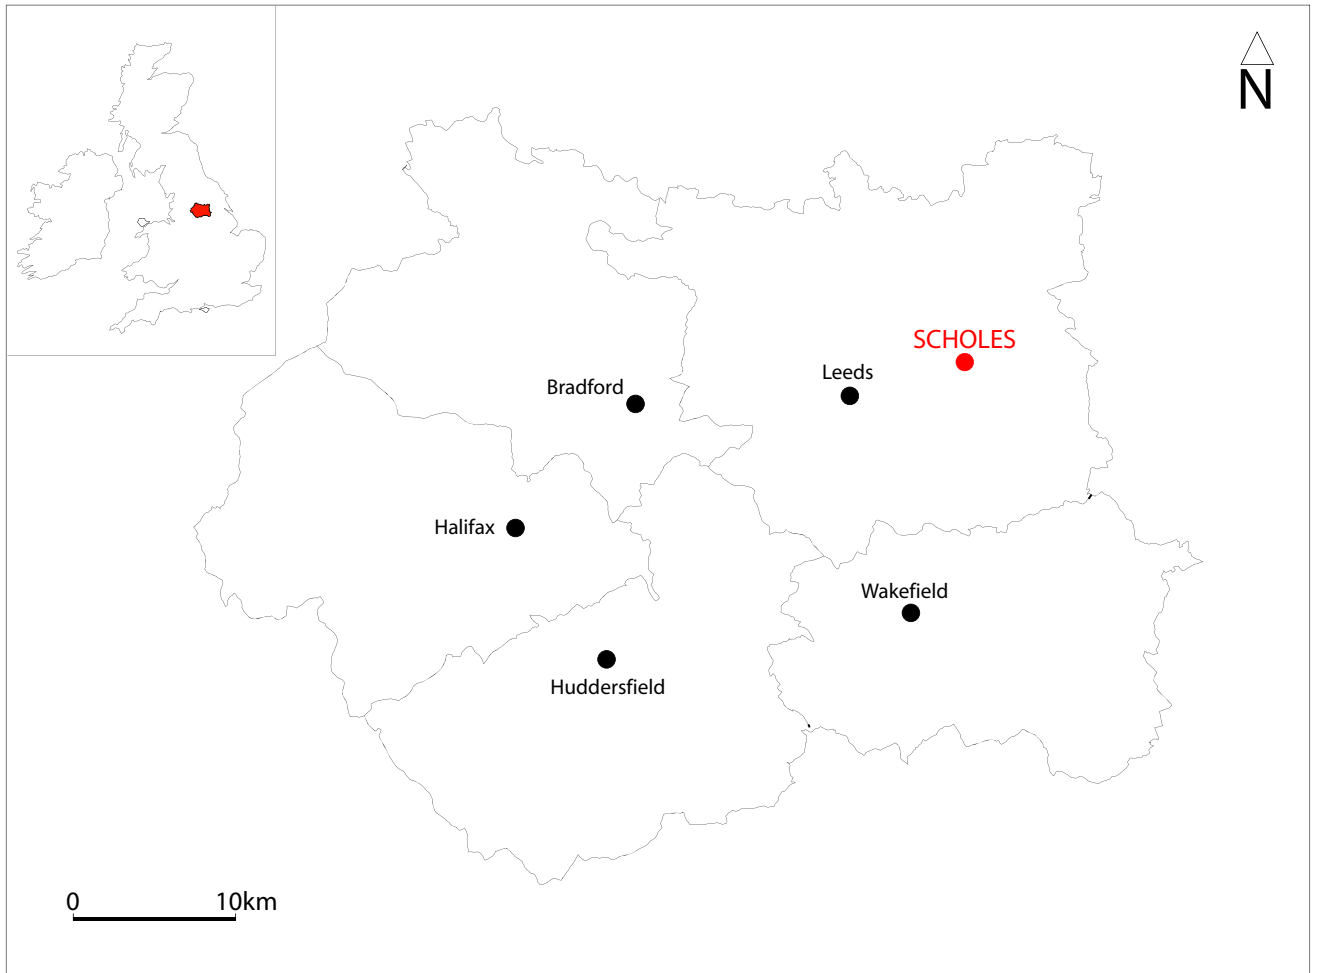 N
SCHOLES
Leeds
Bradford
Halifax
Wakefield
Huddersfield
0 10km